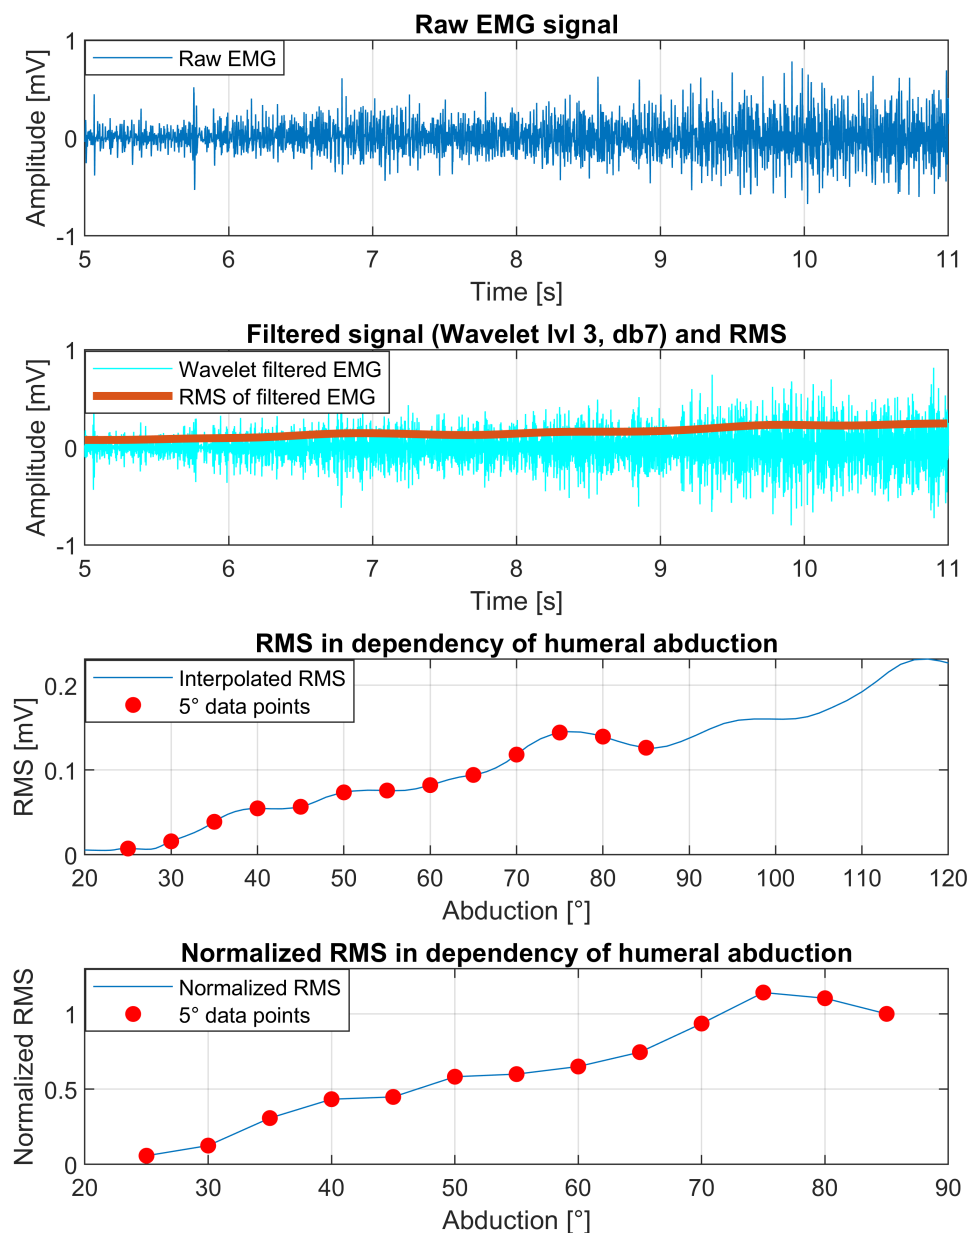 Raw EMG signal
Raw EMG
Amplitude [mV]
1
0
-1
5 6 7 8 9 10 11
Time [s]
Filtered signal (Wavelet lvl 3, db7) and RMS
Wavelet filtered EMG
RMS of filtered EMG
Amplitude [mV]
1
0
-1
5 6 7 8 9 10 11
Time [s]
RMS in dependency of humeral abduction
Interpolated RMS
5° data points
RMS [mV]
0.2
0.1
0
20 30 40 50 60 70 80 90 100 110 120
Abduction [°]
Normalized RMS in dependency of humeral abduction
Normalized RMS
5° data points
Normalized RMS
1
0.5
0
20 30 40 50 60 70 80 90
Abduction [°]